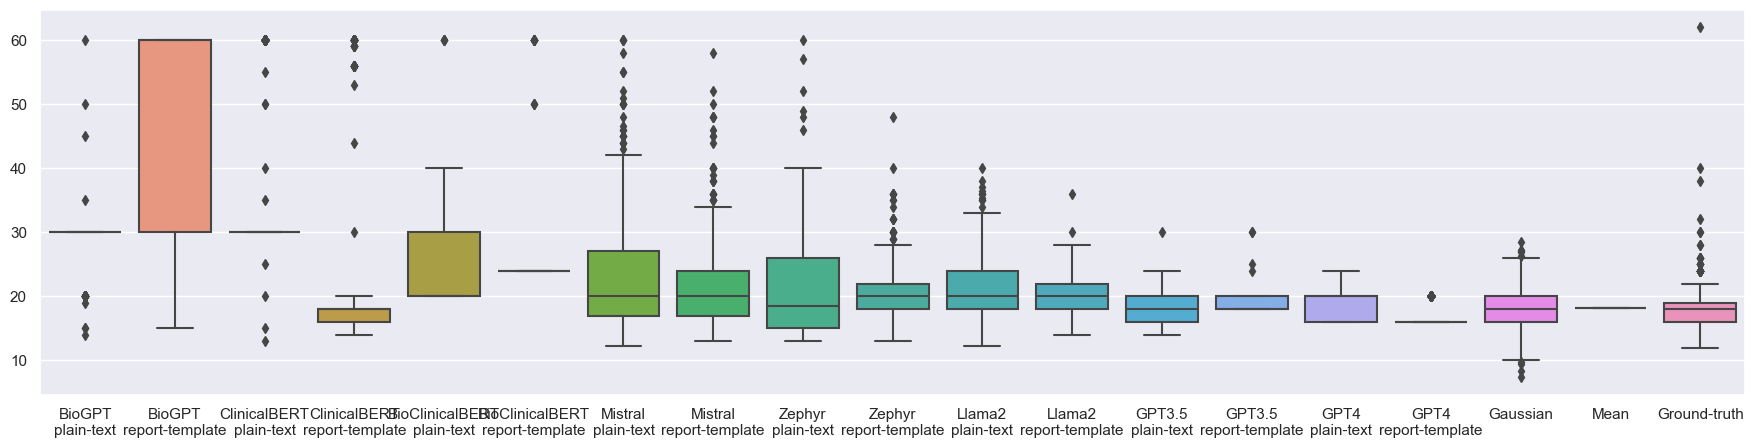 60
50
40
30
20
10
BioGPT
plain-text
BioGPT
report-template
ClinicalBERT
plain-text
ClinicalBERT
report-template
BioClinicalBERT
plain-text
BioClinicalBERT
report-template
Mistral
plain-text
Mistral
report-template
Zephyr
plain-text
Zephyr
report-template
Llama2
plain-text
Llama2
report-template
GPT3.5
plain-text
GPT3.5
report-template
GPT4
plain-text
GPT4
report-template
Gaussian
Mean
Ground-truth